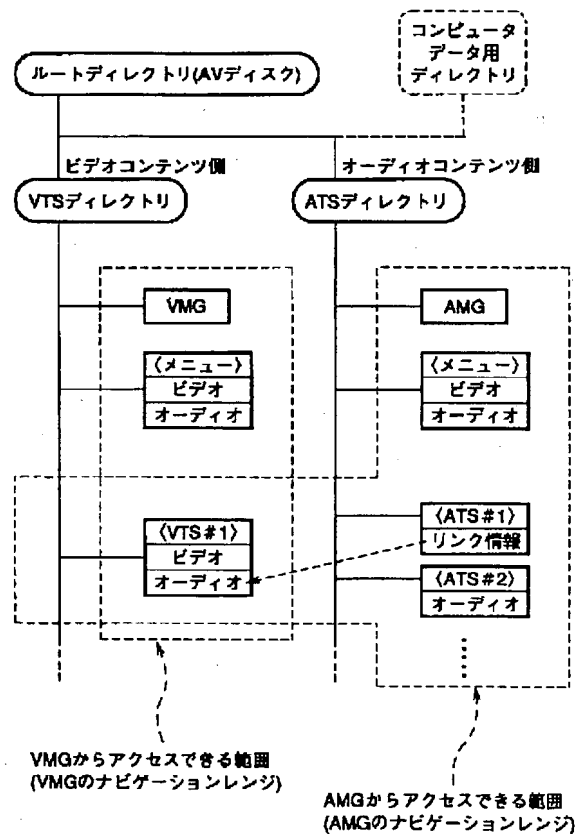 コンピュータ
データ用
ディレクトリ
ルートディレクトリ(AVディスク)
ビデオコンテンツ側
オーディオコンテンツ側
VTSディレクトリ
ATSディレクトリ
VMG
AMG
〈メニュー〉
ビデオ
オーディオ
〈メニュー〉
ビデオ
オーディオ
〈VTS#1〉
ビデオ
オーディオ
〈ATS#1〉
リンク情報
〈ATS#2〉
オーディオ
VMGからアクセスできる範囲
(VMGのナビゲーションレンジ)
AMGからアクセスできる範囲
(AMGのナビゲーションレンジ)